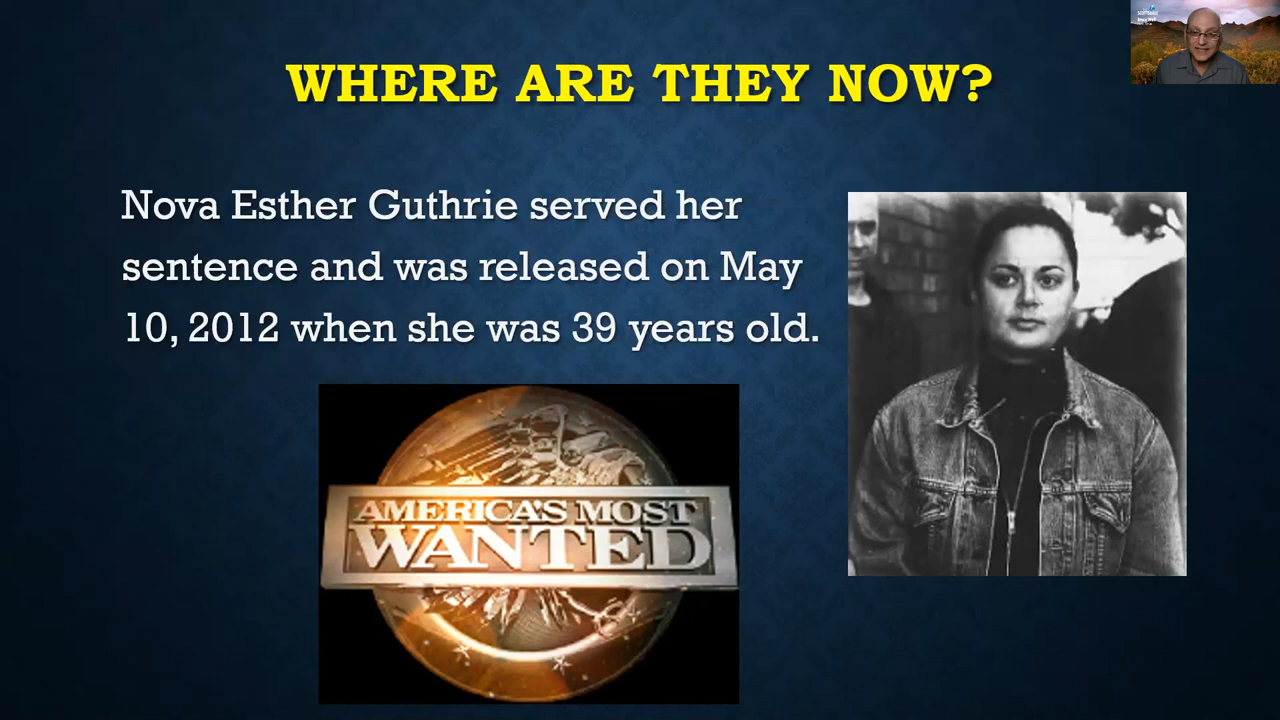 WHERE ARE THEY NOW?
Nova Esther Guthrie served her
sentence and was released on May
10, 2012 when she was 39 years old.
AMERICA'S MOST
WANTED